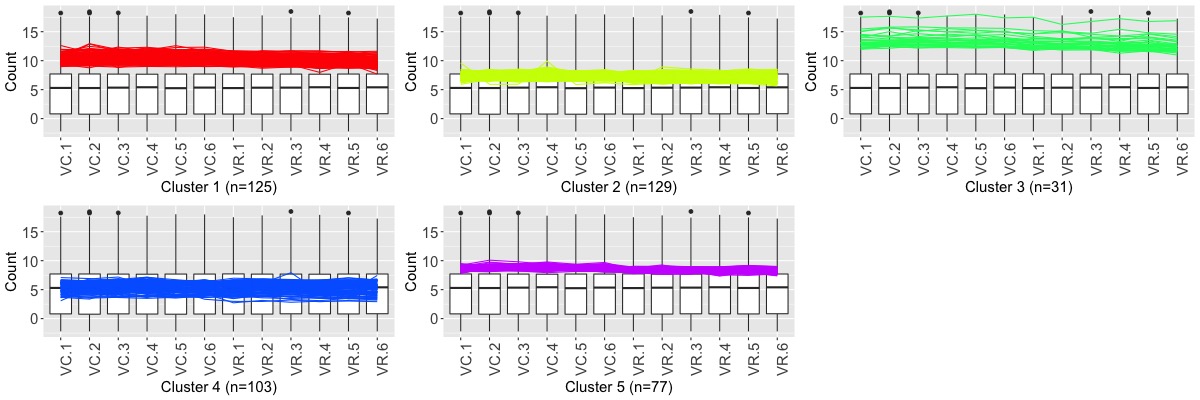 Count
15
10
5
0
VC.1
VC.2
VC.3
VC.4
VC.5
VC.6
VR.1
VR.2
VR.3
VR.4
VR.5
VR.6
Cluster 1 (n=125)
Count
15
10
5
0
VC.1
VC.2
VC.3
VC.4
VC.5
VC.6
VR.1
VR.2
VR.3
VR.4
VR.5
VR.6
Cluster 2 (n=129)
Count
15
10
5
0
VC.1
VC.2
VC.3
VC.4
VC.5
VC.6
VR.1
VR.2
VR.3
VR.4
VR.5
VR.6
Cluster 3 (n=31)
Count
15
10
5
0
VC.1
VC.2
VC.3
VC.4
VC.5
VC.6
VR.1
VR.2
VR.3
VR.4
VR.5
VR.6
Cluster 4 (n=103)
Count
15
10
5
0
VC.1
VC.2
VC.3
VC.4
VC.5
VC.6
VR.1
VR.2
VR.3
VR.4
VR.5
VR.6
Cluster 5 (n=77)